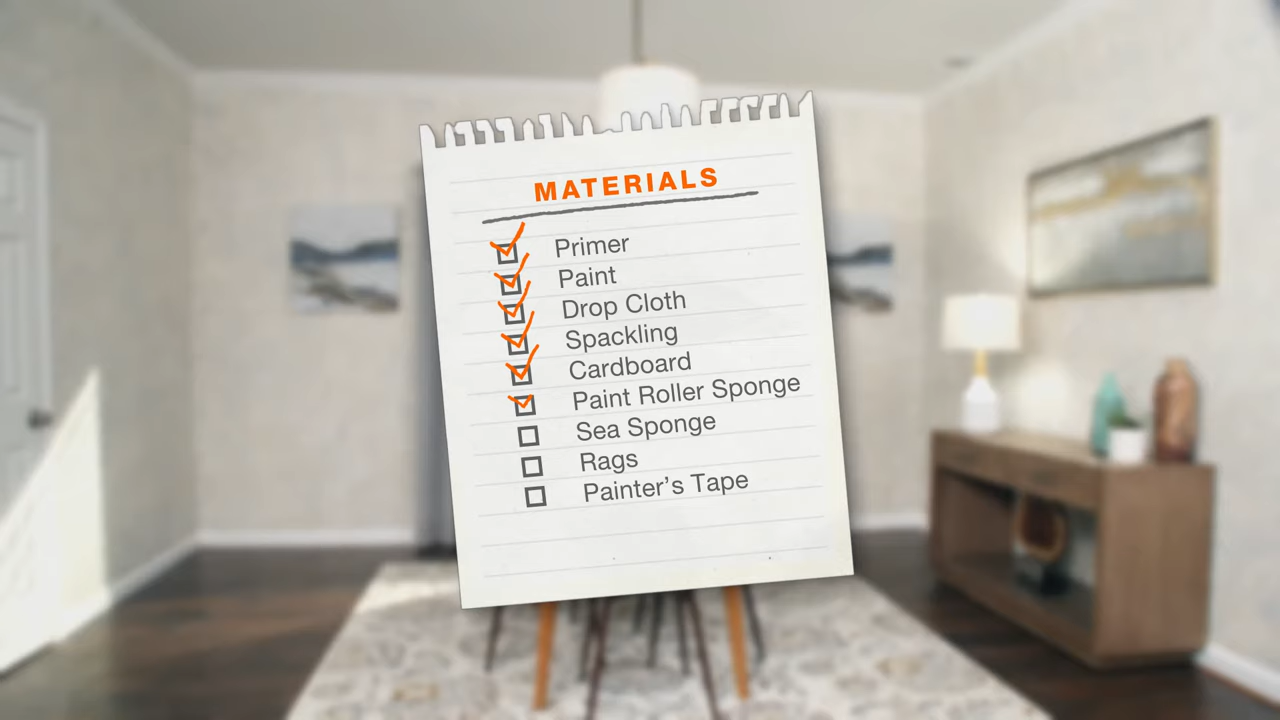 MATERIALS
Primer
Paint
Drop Cloth
Spackling
Cardboard
Paint Roller Sponge
Sea Sponge
Rags
Painter’s Tape